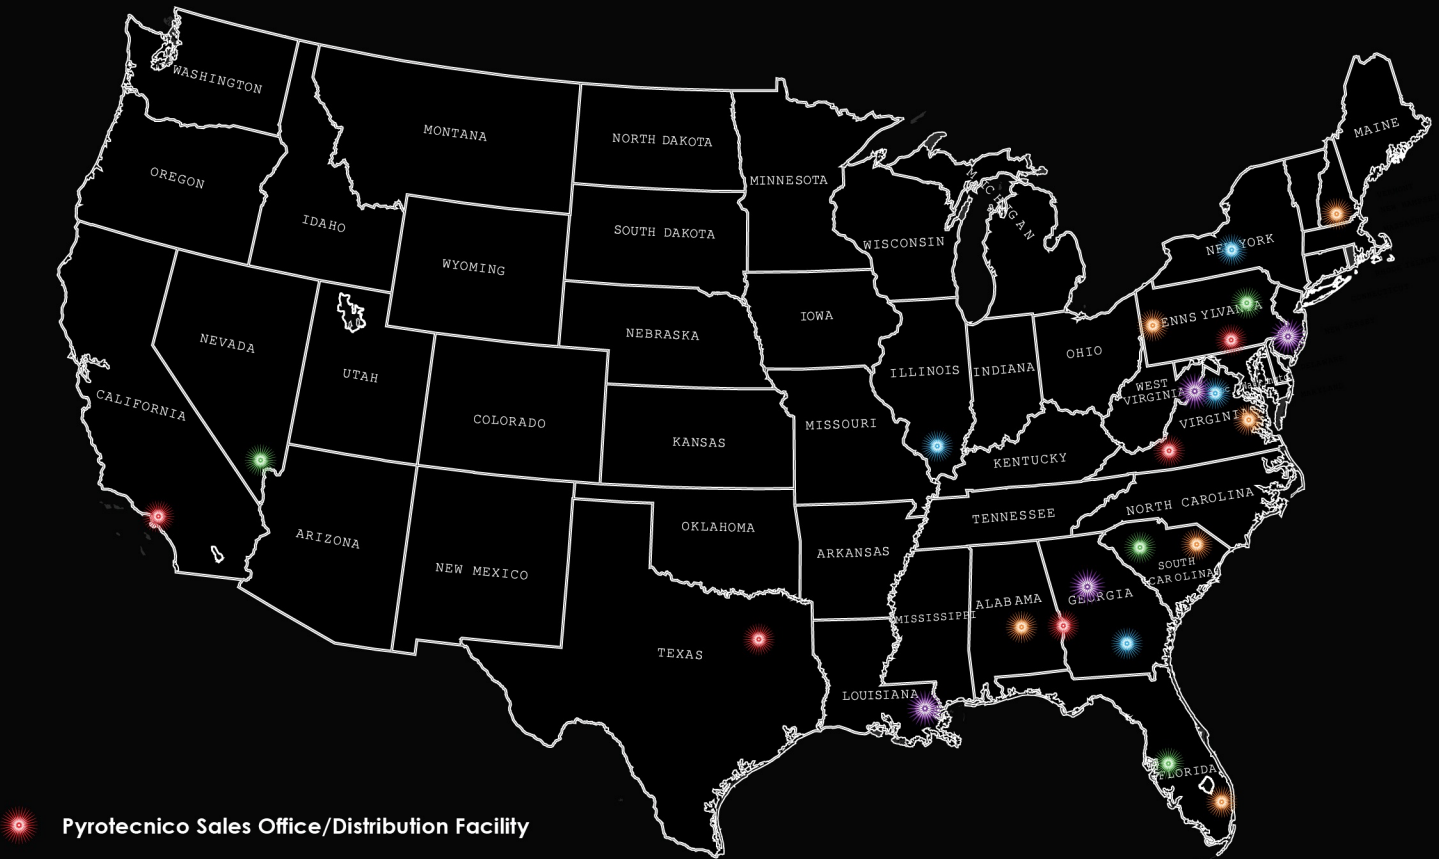 WASHINGTON
MONTANA
NORTH DAKOTA
MINNESOTA
MAINE
OREGON
IDAHO
SOUTH DAKOTA
MICHIGAN
WISCONSIN
NEW YORK
WYOMING
NEVADA
NEBRASKA
IOWA
PENNSYLVANIA
UTAH
ILLINOIS
INDIANA
OHIO
CALIFORNIA
COLORADO
KANSAS
MISSOURI
WEST
VIRGINIA
VIRGINIA
KENTUCKY
NORTH CAROLINA
TENNESSEE
ARIZONA
NEW MEXICO
OKLAHOMA
ARKANSAS
SOUTH
CAROLINA
MISSISSIPPI
ALABAMA
GEORGIA
TEXAS
LOUISIANA
FLORIDA
Pyrotecnico Sales Office/Distribution Facility